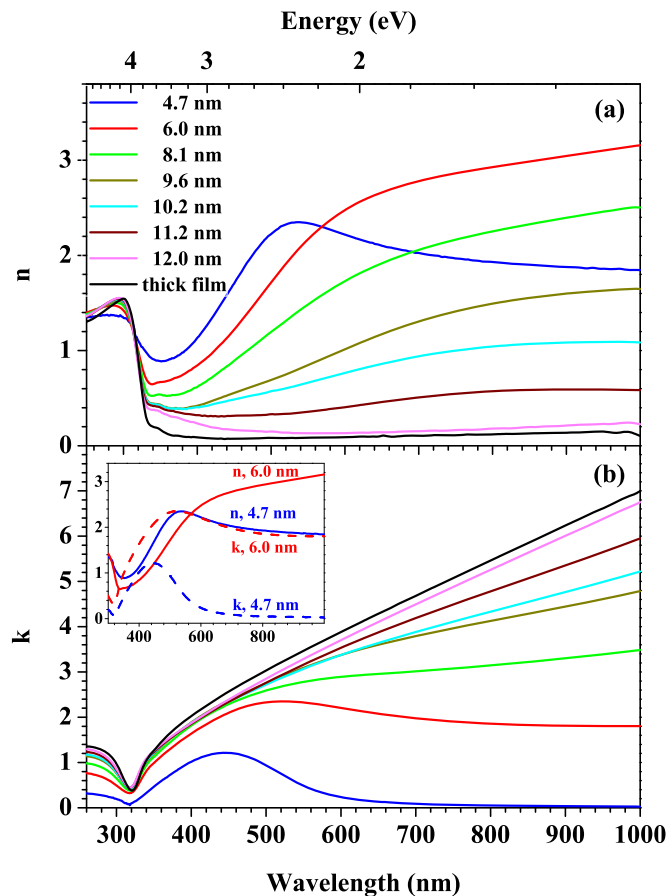 Energy (eV)
4 3 2
(a)
4.7 nm
6.0 nm
8.1 nm
9.6 nm
10.2 nm
11.2 nm
12.0 nm
thick film
n
3
2
1
0
(b)
k
7
6
5
4
3
2
1
0
n, 6.0 nm
n, 4.7 nm
k, 6.0 nm
k, 4.7 nm
3
2
1
0
400 600 800
300 400 500 600 700 800 900 1000
Wavelength (nm)